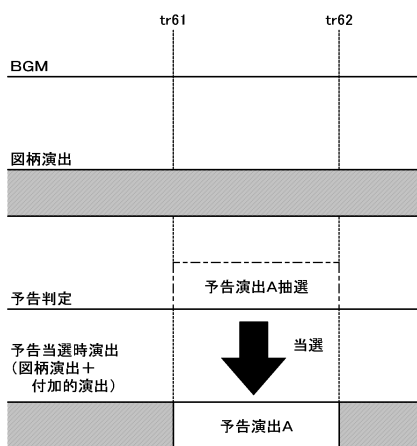 tr61 tr62
BGM
図柄演出
予告演出A抽選
予告判定
予告当選時演出
(図柄演出+
付加的演出)
当選
予告演出A